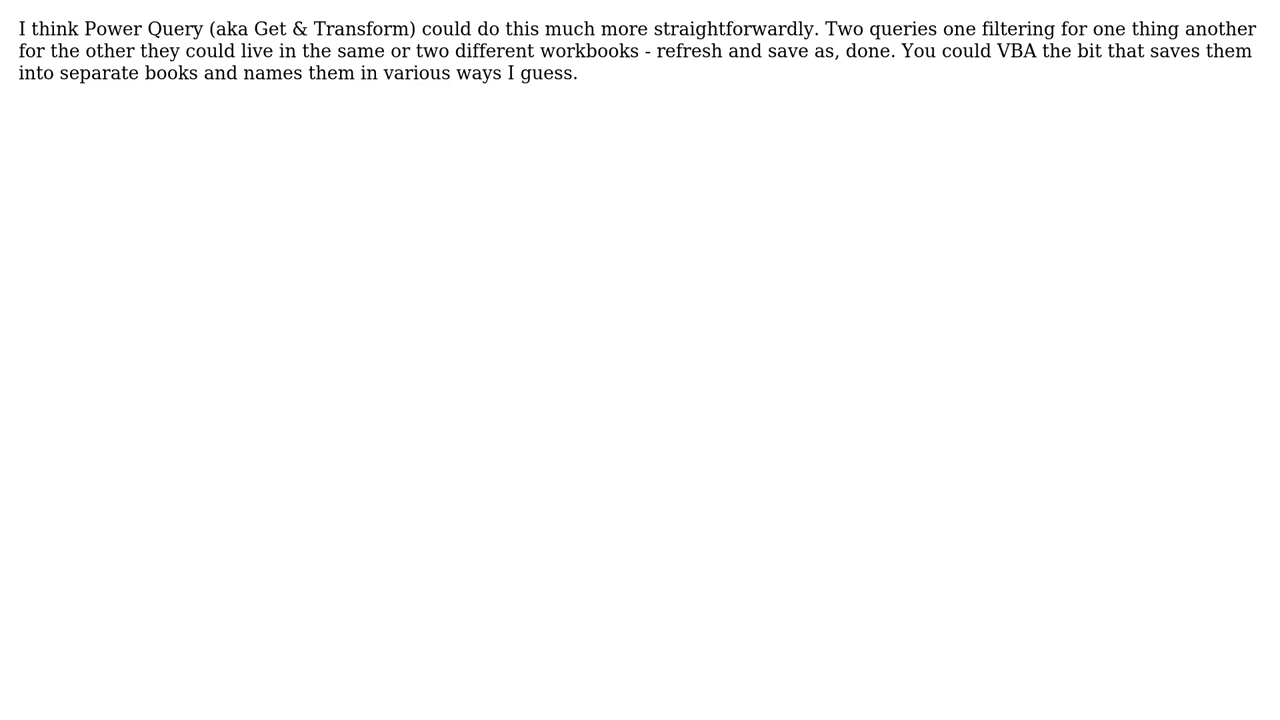 I think Power Query (aka Get & Transform) could do this much more straightforwardly. Two queries one filtering for one thing another
for the other they could live in the same or two different workbooks - refresh and save as, done. You could VBA the bit that saves them
into separate books and names them in various ways I guess.